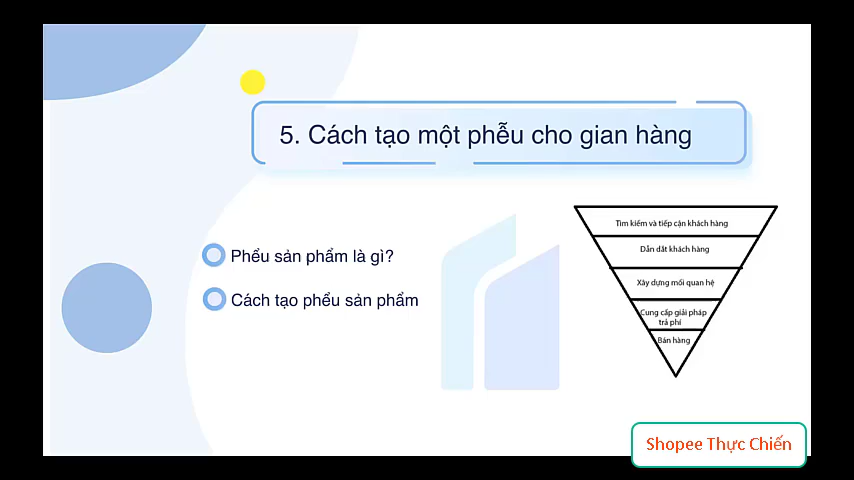 5. Cách tạo một phễu cho gian hàng
Phểu sản phẩm là gì?
Cách tạo phểu sản phẩm
Tìm kiếm và tiếp cận khách hàng
Dẫn dắt khách hàng
Xây dựng mối quan hệ
Cung cấp giải pháp
trả phí
Bán hàng
Shopee Thực Chiến